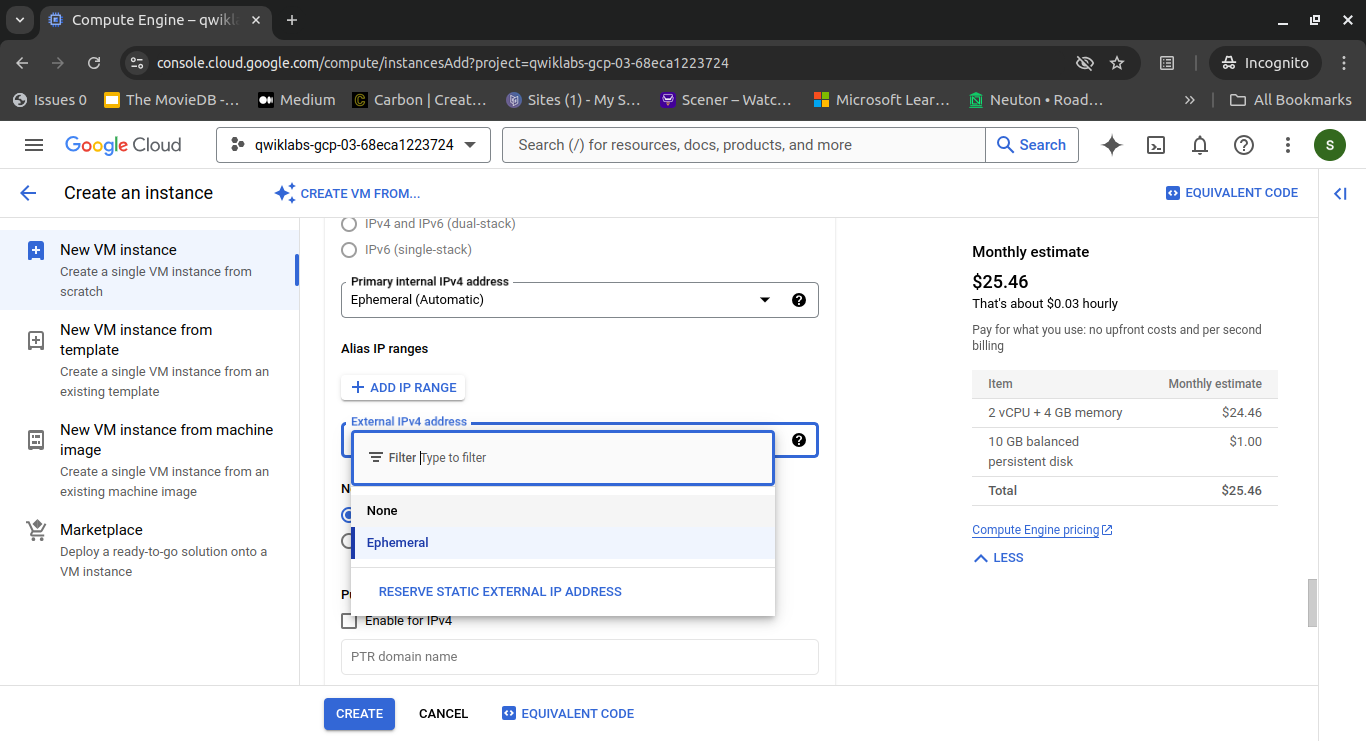 Compute Engine – qwikla
console.cloud.google.com/compute/instancesAdd?project=qwiklabs-gcp-03-68eca1223724
Incognito
Issues 0
The MovieDB -...
Medium
Carbon | Creat...
Sites (1) - My S...
Scener – Watc...
Microsoft Lear...
Neuton • Road...
»
All Bookmarks
Google Cloud
qwiklabs-gcp-03-68eca1223724
Search (/) for resources, docs, products, and more
Search
S
Create an instance
CREATE VM FROM...
EQUIVALENT CODE
New VM instance
Create a single VM instance from
scratch
New VM instance from
template
Create a single VM instance from an
existing template
New VM instance from machine
image
Create a single VM instance from an
existing machine image
Marketplace
Deploy a ready-to-go solution onto a
VM instance
IPv4 and IPv6 (dual-stack)
IPv6 (single-stack)
Primary internal IPv4 address
Ephemeral (Automatic)
Alias IP ranges
ADD IP RANGE
External IPv4 address
Filter Type to filter
None
Ephemeral
RESERVE STATIC EXTERNAL IP ADDRESS
Enable for IPv4
PTR domain name
CREATE
CANCEL
EQUIVALENT CODE
Monthly estimate
$25.46
That's about $0.03 hourly
Pay for what you use: no upfront costs and per second
billing
Item Monthly estimate
2 vCPU + 4 GB memory $24.46
10 GB balanced $1.00
persistent disk
Total $25.46
Compute Engine pricing
LESS